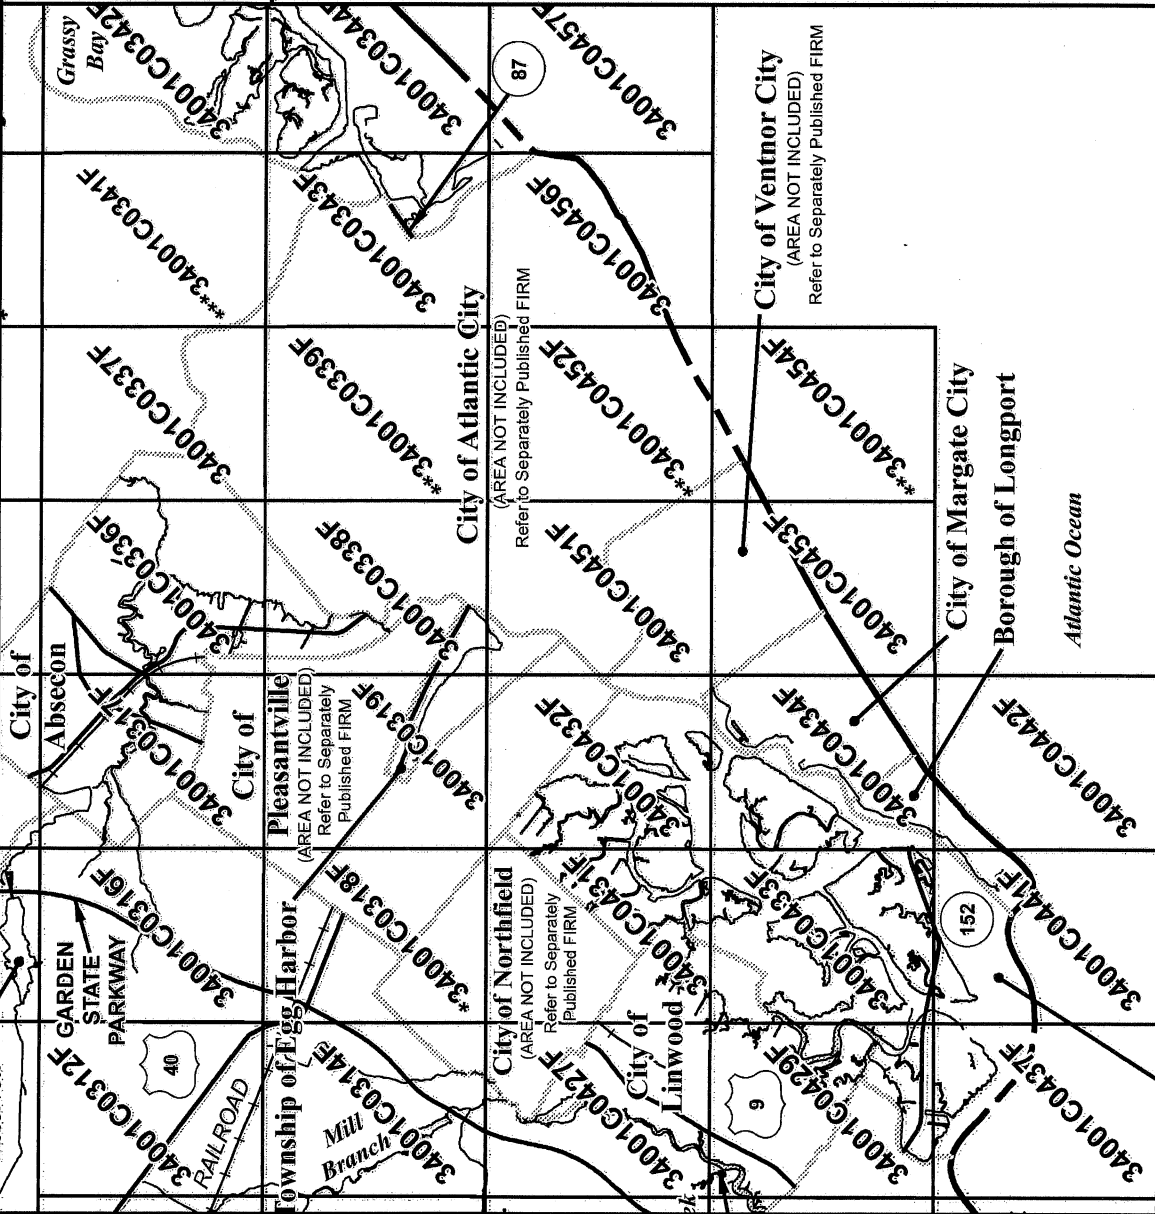 Grassy
Bay
34001C0342F
34001C0344F
34001C0457F
87
**34001C0341F
34001C0343F
34001C0456F
City of Ventnor City
(AREA NOT INCLUDED)
Refer to Separately Published FIRM
34001C0337F
**34001C0339F
City of Atlantic City
(AREA NOT INCLUDED)
Refer to Separately Published FIRM
**34001C0452F
**34001C0454F
34001C0336F
34001C0338F
34001C0451F
34001C0453F
City of Margate City
Borough of Longport
Atlantic Ocean
City of
Absecon
34001C0317F
City of
Pleasantville
(AREA NOT INCLUDED)
Refer to Separately
Published FIRM
34001C0319F
34001C0432F
34001C0434F
34001C0442F
GARDEN
STATE
PARKWAY
34001C0316F
*34001C0318F
City of Northfield
(AREA NOT INCLUDED)
Refer to Separately
Published FIRM
34001C0431F
34001C0433F
152
34001C0441F
34001C0312F
40
RAILROAD
Township of Egg Harbor
34001C0314F
Mill
Branch
34001C0427F
City of
Linwood
9
34001C0429F
34001C0437F